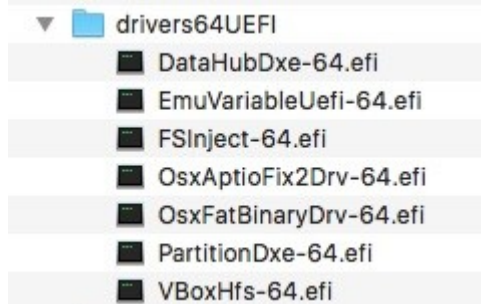 drivers64UEFI
DataHubDxe-64.efi
EmuVariableUefi-64.efi
FSInject-64.efi
OsxAptioFix2Drv-64.efi
OsxFatBinaryDrv-64.efi
PartitionDxe-64.efi
VBoxHfs-64.efi